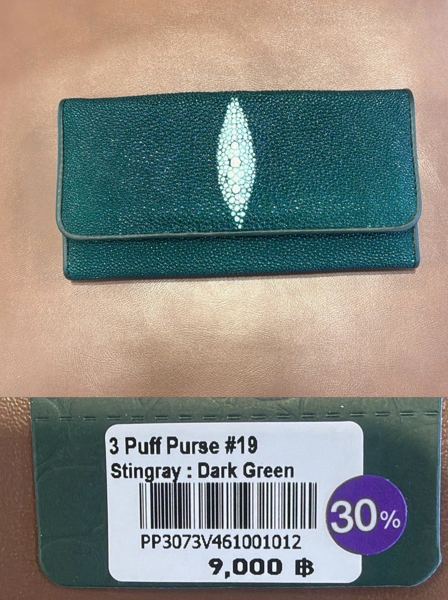 3 Puff Purse #19
Stingray : Dark Green
30%
PP3073V461001012
9,000 ฿